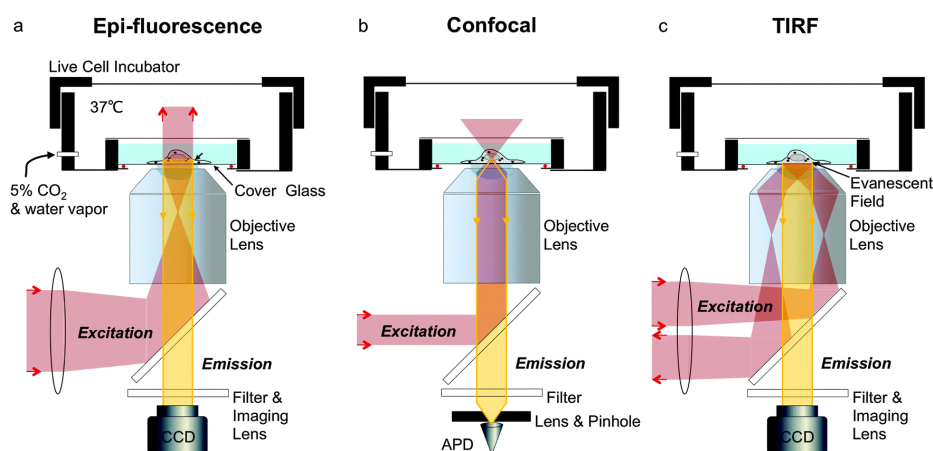 a
Epi-fluorescence
Live Cell Incubator
37℃
5% CO₂
& water vapor
Cover Glass
Objective
Lens
Excitation
Emission
Filter &
Imaging
Lens
CCD
b
Confocal
Objective
Lens
Excitation
Emission
Filter
Lens & Pinhole
APD
c
TIRF
Evanescent
Field
Objective
Lens
Excitation
Emission
Filter &
Imaging
Lens
CCD